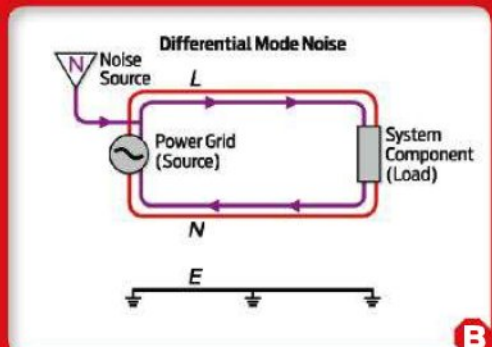 Differential Mode Noise
N
Noise
Source
L
Power Grid
(Source)
System
Component
(Load)
N
E
B